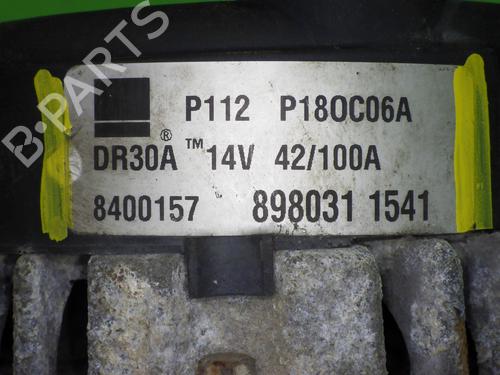 P112 P18OC06A
® DR30A ™ 14V 42/100A
8400157 898031 1541
B-PARTS